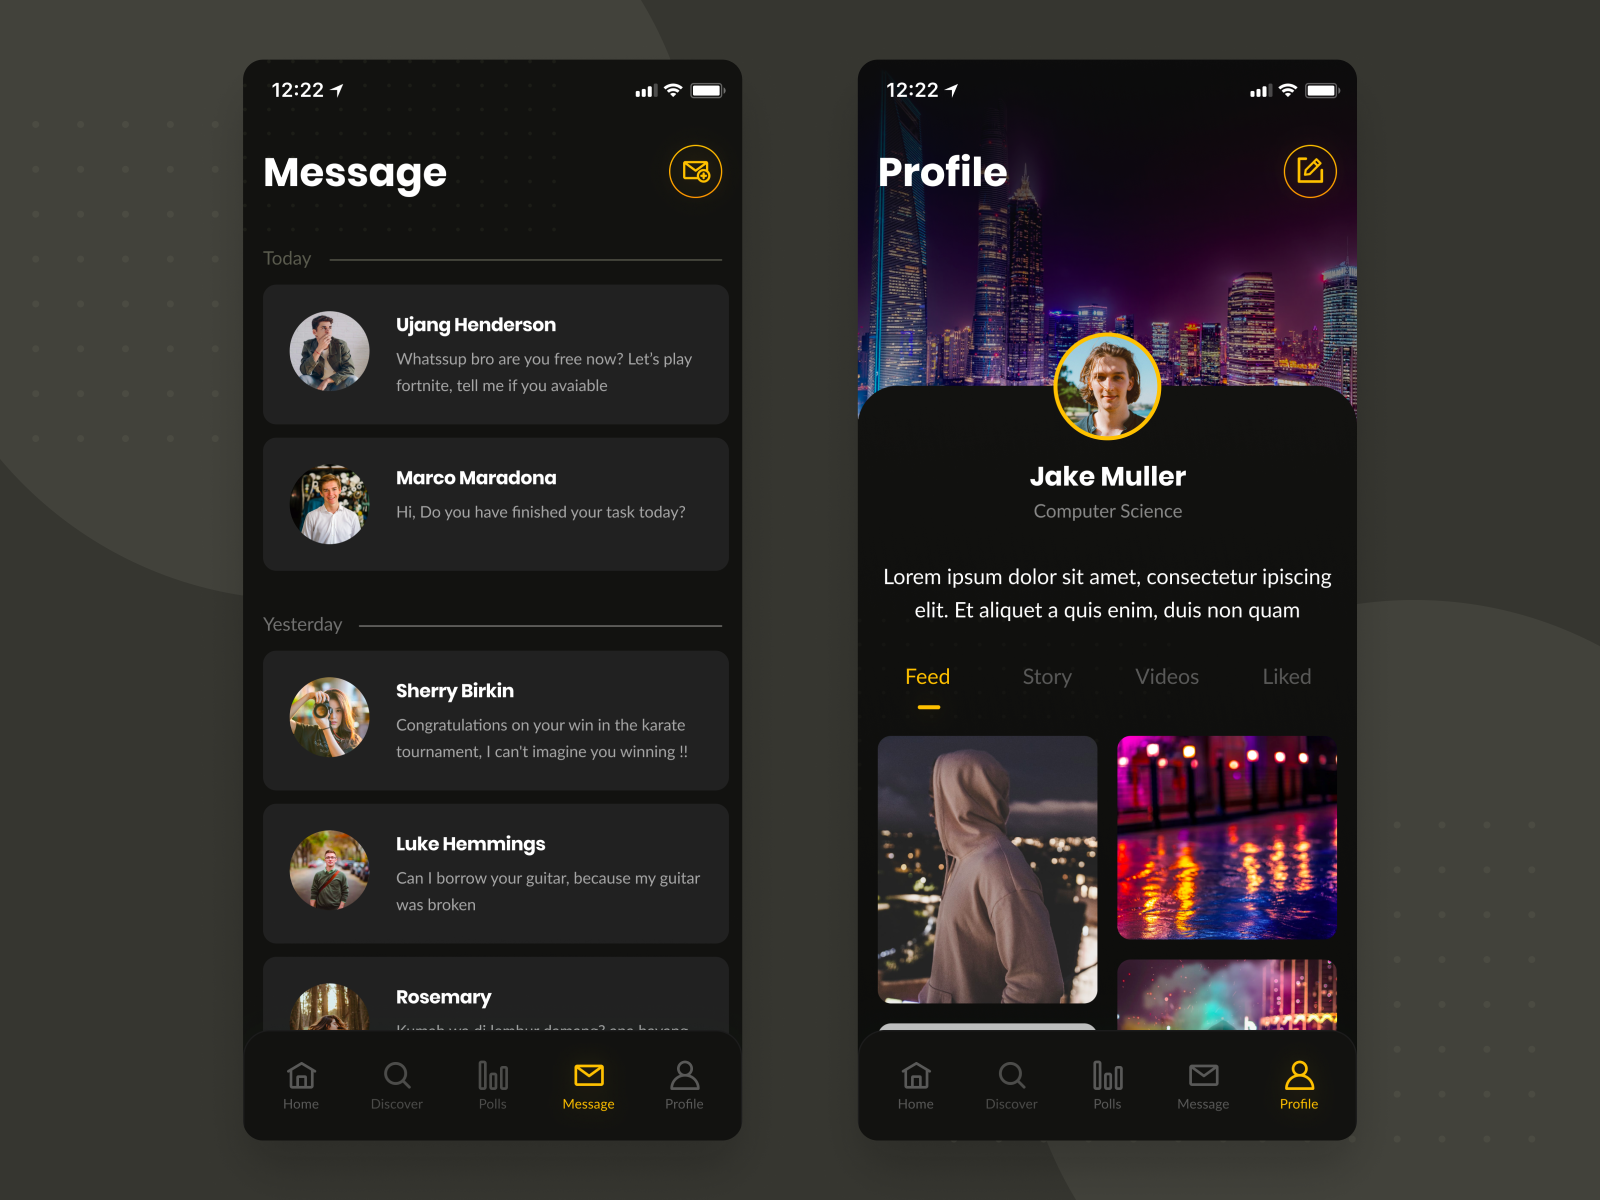 12:22
Message
Today
Ujang Henderson
Whatssup bro are you free now? Let's play
fortnite, tell me if you avaiable
Marco Maradona
Hi, Do you have finished your task today?
Yesterday
Sherry Birkin
Congratulations on your win in the karate
tournament, I can't imagine you winning !!
Luke Hemmings
Can I borrow your guitar, because my guitar
was broken
Rosemary
Home
Discover
Polls
Message
Profile
12:22
Profile
Jake Muller
Computer Science
Lorem ipsum dolor sit amet, consectetur ipiscing
elit. Et aliquet a quis enim, duis non quam
Feed
Story
Videos
Liked
Home
Discover
Polls
Message
Profile